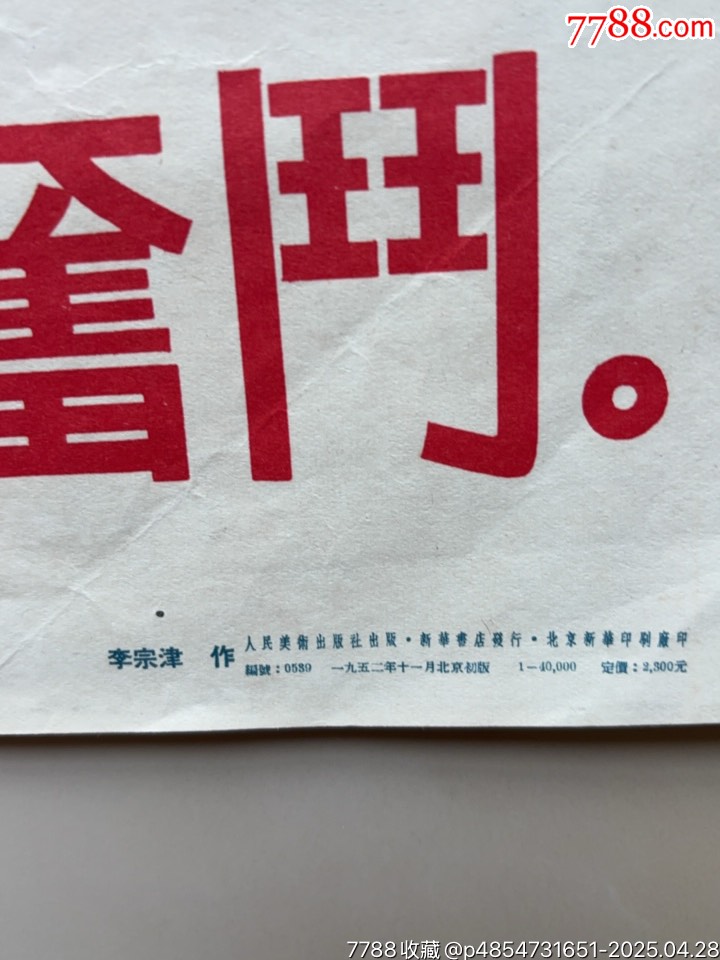 7788.com
奮鬥。
李宗津 作
人民美術出版社出版·新華書店發行·北京新華印刷廠印
編號：0539 一九五二年十一月北京初版 1—40,000 定價：2,300元
7788收藏@p4854731651-2025.04.28